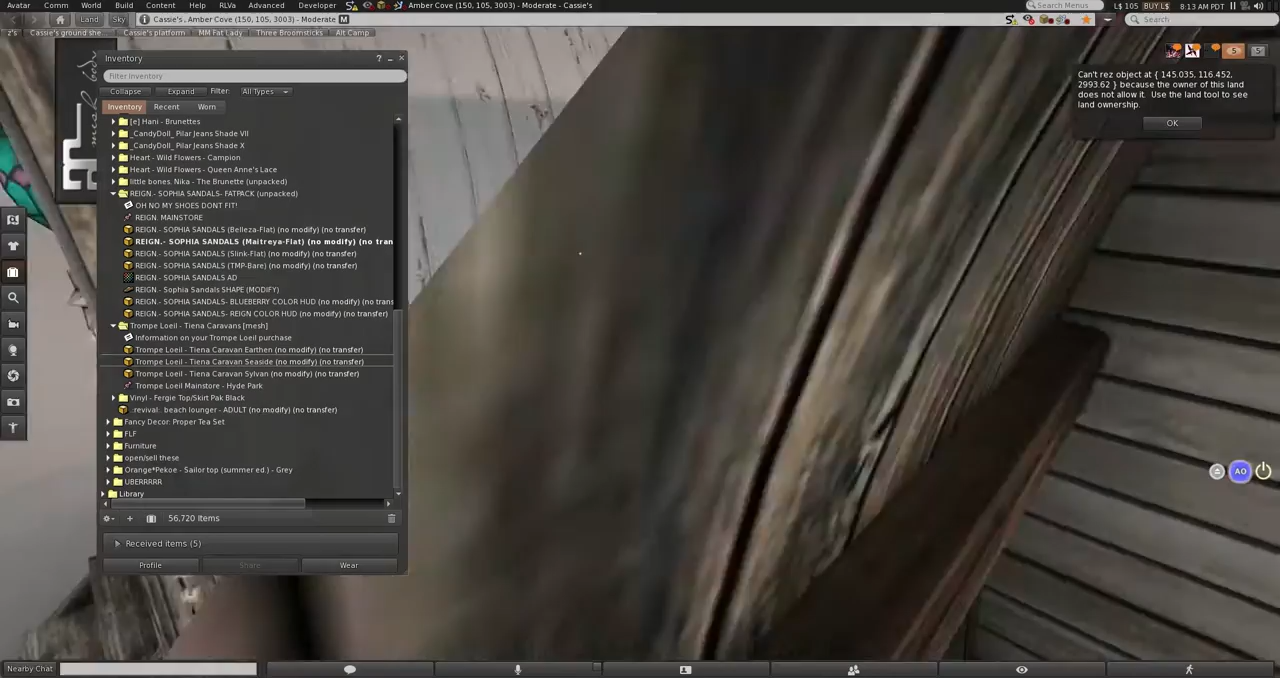 Avatar Comm World Build Content Help RLVa Advanced Developer Cassie's, Amber Cove (150, 105, 3003) - Moderate - Cassie's Search Menus L$ 105 BUY L$ 8:13 AM PDT
Land Sky Cassie's , Amber Cove (150, 105, 3003) - Moderate M Search
z's Cassie's ground she... Cassie's platform MM Fat Lady Three Broomsticks Alt Camp
Inventory ?
Filter Inventory
Collapse Expand Filter: All Types
Inventory Recent Worn
[e] Hani - Brunettes
_CandyDoll_ Pilar Jeans Shade VII
_CandyDoll_ Pilar Jeans Shade X
Heart - Wild Flowers - Campion
Heart - Wild Flowers - Queen Anne's Lace
little bones. Nika - The Brunette (unpacked)
REIGN.- SOPHIA SANDALS- FATPACK (unpacked)
OH NO MY SHOES DONT FIT!
REIGN. MAINSTORE
REIGN.- SOPHIA SANDALS (Belleza-Flat) (no modify) (no transfer)
REIGN.- SOPHIA SANDALS (Maitreya-Flat) (no modify) (no tran
REIGN.- SOPHIA SANDALS (Slink-Flat) (no modify) (no transfer)
REIGN.- SOPHIA SANDALS (TMP-Bare) (no modify) (no transfer)
REIGN.- SOPHIA SANDALS AD
REIGN.- Sophia Sandals SHAPE (MODIFY)
REIGN.- SOPHIA SANDALS- BLUEBERRY COLOR HUD (no modify) (no trans
REIGN.- SOPHIA SANDALS- REIGN COLOR HUD (no modify) (no transfer)
Trompe Loeil - Tiena Caravans [mesh]
Information on your Trompe Loeil purchase
Trompe Loeil - Tiena Caravan Earthen (no modify) (no transfer)
Trompe Loeil - Tiena Caravan Seaside (no modify) (no transfer)
Trompe Loeil - Tiena Caravan Sylvan (no modify) (no transfer)
Trompe Loeil Mainstore - Hyde Park
Vinyl - Fergie Top/Skirt Pak Black
.revival. beach lounger - ADULT (no modify) (no transfer)
Fancy Decor: Proper Tea Set
FLF
Furniture
open/sell these
Orange*Pekoe - Sailor top (summer ed.) - Grey
UBERRRRR
Library
56,720 Items
Received items (5)
Profile Share Wear
5 5
Can't rez object at { 145.035, 116.452,
2993.62 } because the owner of this land
does not allow it. Use the land tool to see
land ownership.
OK
AO
Nearby Chat